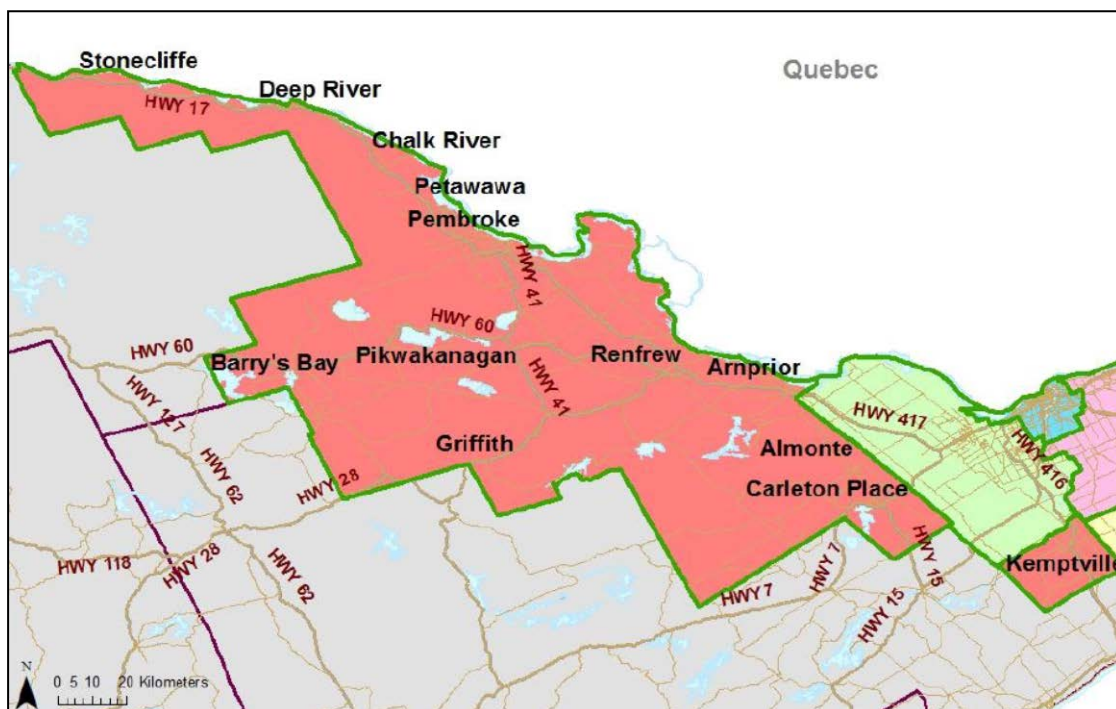 Stonecliffe
Quebec
Deep River
HWY 17
Chalk River
Petawawa
Pembroke
HWY 41
HWY 60
HWY 60
Barry's Bay
Pikwakanagan
Renfrew
Arnprior
HWY 41
HWY 127
HWY 417
Griffith
Almonte
HWY 416
HWY 62
HWY 28
Carleton Place
HWY 15
HWY 7
Kemptville
HWY 118
HWY 28
HWY 62
HWY 7
HWY 15
N
0 5 10 20 Kilometers